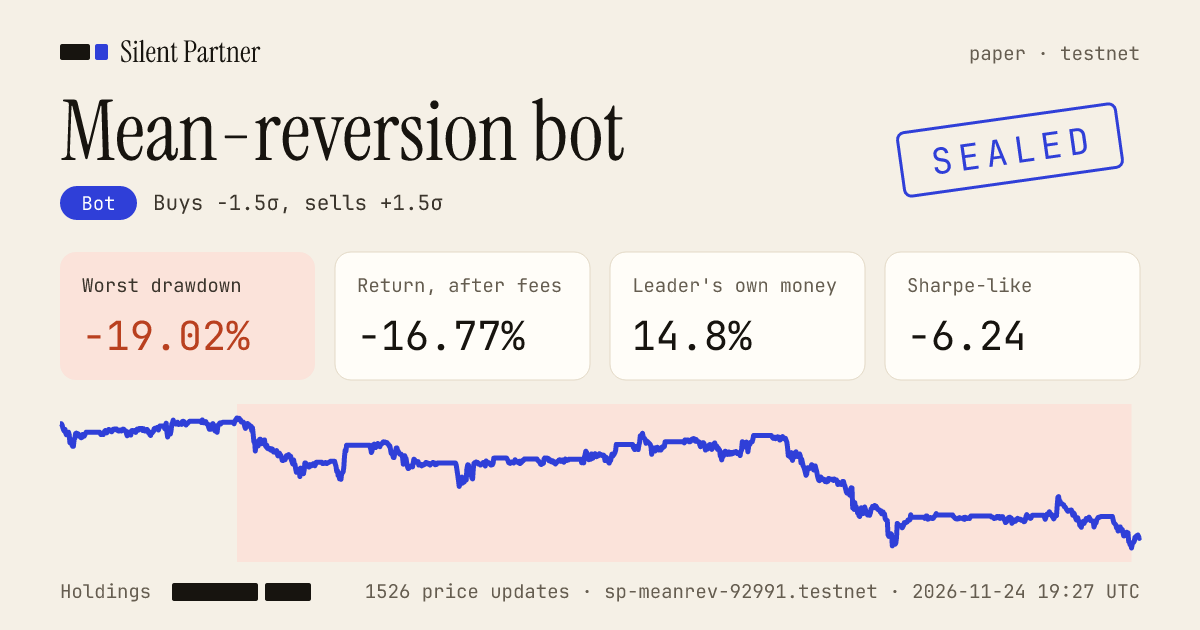 Silent Partner
paper · testnet
Mean-reversion bot
SEALED
Bot
Buys -1.5σ, sells +1.5σ
Worst drawdown
-19.02%
Return, after fees
-16.77%
Leader's own money
14.8%
Sharpe-like
-6.24
Holdings
1526 price updates · sp-meanrev-92991.testnet · 2026-11-24 19:27 UTC